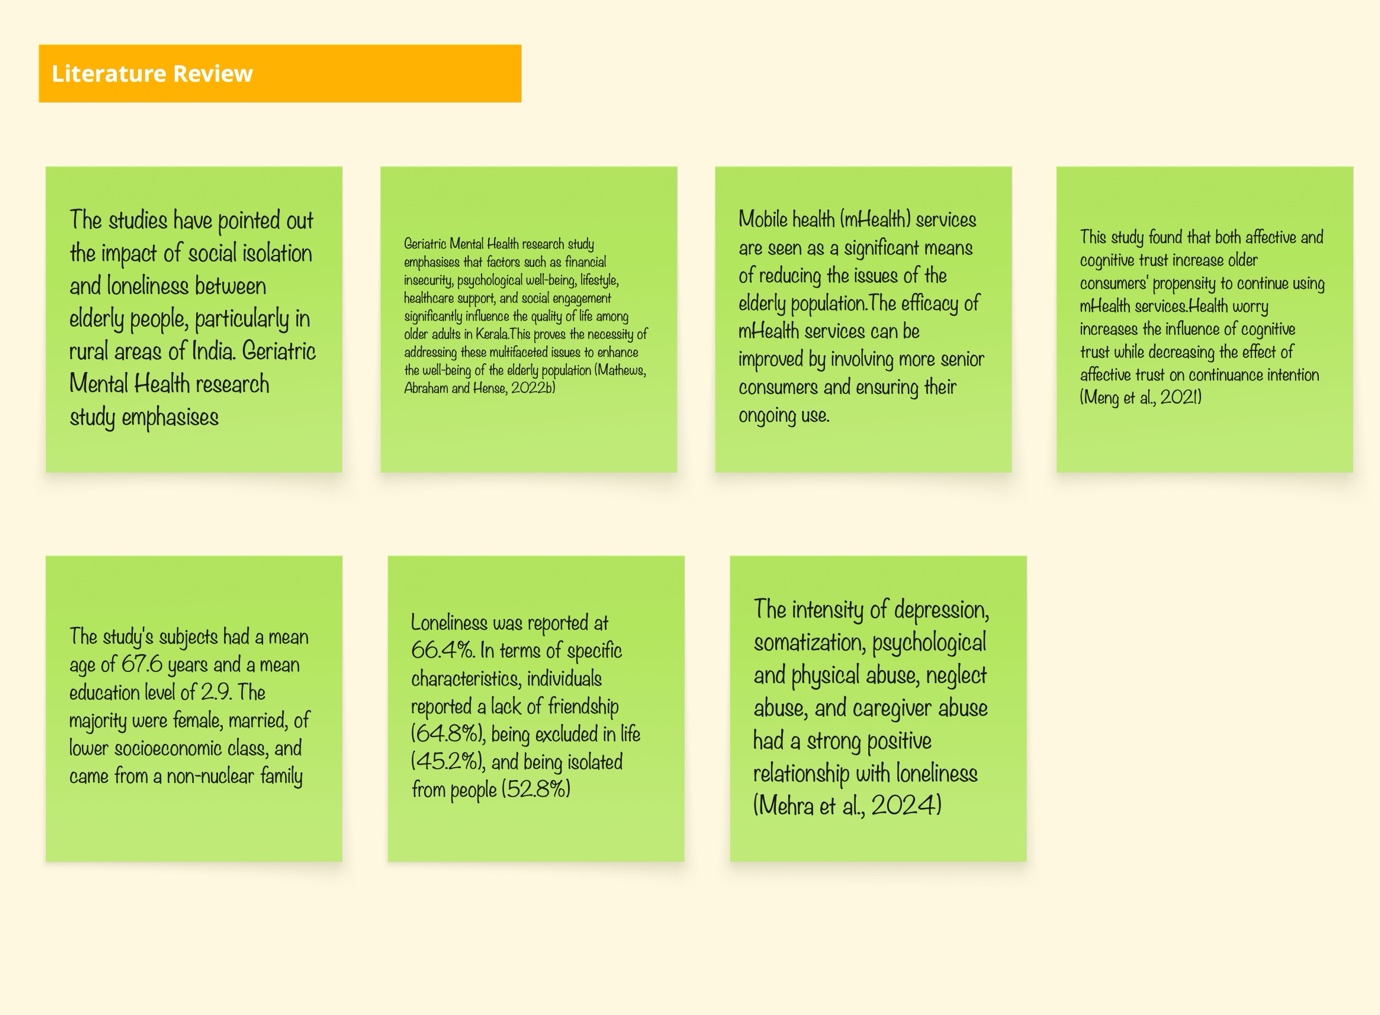 Literature Review
The studies have pointed out
the impact of social isolation
and loneliness between
elderly people, particularly in
rural areas of India. Geriatric
Mental Health research
study emphasises
Geriatric Mental Health research study
emphasises that factors such as financial
insecurity, psychological well-being, lifestyle,
healthcare support, and social engagement
significantly influence the quality of life among
older adults in Kerala.This proves the necessity of
addressing these multifaceted issues to enhance
the well-being of the elderly population (Mathews,
Abraham and Hense, 2022b)
Mobile health (mHealth) services
are seen as a significant means
of reducing the issues of the
elderly population.The efficacy of
mHealth services can be
improved by involving more senior
consumers and ensuring their
ongoing use.
This study found that both affective and
cognitive trust increase older
consumers' propensity to continue using
mHealth services.Health worry
increases the influence of cognitive
trust while decreasing the effect of
affective trust on continuance intention
(Meng et al., 2021)
The study's subjects had a mean
age of 67.6 years and a mean
education level of 2.9. The
majority were female, married, of
lower socioeconomic class, and
came from a non-nuclear family
Loneliness was reported at
66.4%. In terms of specific
characteristics, individuals
reported a lack of friendship
(64.8%), being excluded in life
(45.2%), and being isolated
from people (52.8%)
The intensity of depression,
somatization, psychological
and physical abuse, neglect
abuse, and caregiver abuse
had a strong positive
relationship with loneliness
(Mehra et al., 2024)